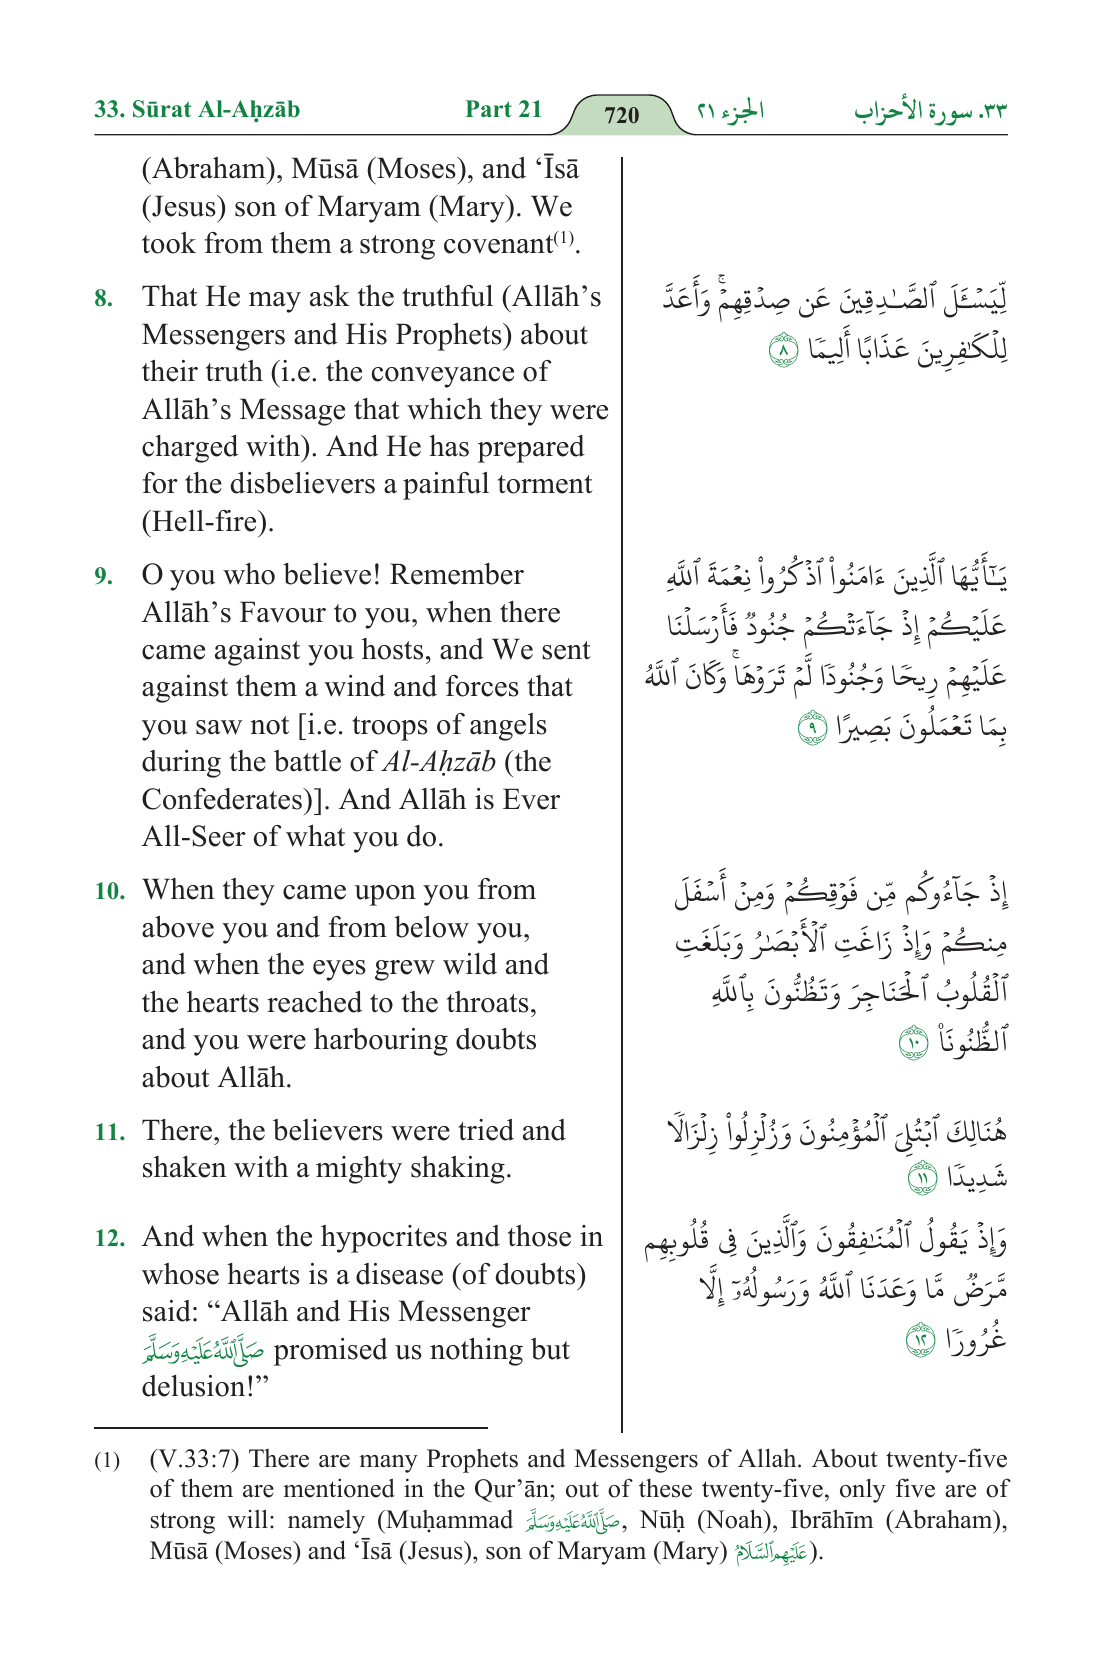 33. Sūrat Al-Aḥzāb Part 21 720 الجزء ٢١ ٣٣. سورة الأحزاب
(Abraham), Mūsā (Moses), and ‘Īsā
(Jesus) son of Maryam (Mary). We
took from them a strong covenant(1).
8. That He may ask the truthful (Allāh’s
Messengers and His Prophets) about
their truth (i.e. the conveyance of
Allāh’s Message that which they were
charged with). And He has prepared
for the disbelievers a painful torment
(Hell-fire).
لِّيَسۡـَٔلَ ٱلصَّـٰدِقِينَ عَن صِدۡقِهِمۡۚ وَأَعَدَّ
لِلۡكَـٰفِرِينَ عَذَابًا أَلِيمٗا ٨
9. O you who believe! Remember
Allāh’s Favour to you, when there
came against you hosts, and We sent
against them a wind and forces that
you saw not [i.e. troops of angels
during the battle of Al-Aḥzāb (the
Confederates)]. And Allāh is Ever
All-Seer of what you do.
يَـٰٓأَيُّهَا ٱلَّذِينَ ءَامَنُواْ ٱذۡكُرُواْ نِعۡمَةَ ٱللَّهِ
عَلَيۡكُمۡ إِذۡ جَآءَتۡكُمۡ جُنُودٞ فَأَرۡسَلۡنَا
عَلَيۡهِمۡ رِيحٗا وَجُنُودٗا لَّمۡ تَرَوۡهَاۚ وَكَانَ ٱللَّهُ
بِمَا تَعۡمَلُونَ بَصِيرًا ٩
10. When they came upon you from
above you and from below you,
and when the eyes grew wild and
the hearts reached to the throats,
and you were harbouring doubts
about Allāh.
إِذۡ جَآءُوكُم مِّن فَوۡقِكُمۡ وَمِنۡ أَسۡفَلَ
مِنكُمۡ وَإِذۡ زَاغَتِ ٱلۡأَبۡصَـٰرُ وَبَلَغَتِ
ٱلۡقُلُوبُ ٱلۡحَنَاجِرَ وَتَظُنُّونَ بِٱللَّهِ
ٱلظُّنُونَا۠ ١٠
11. There, the believers were tried and
shaken with a mighty shaking.
هُنَالِكَ ٱبۡتُلِيَ ٱلۡمُؤۡمِنُونَ وَزُلۡزِلُواْ زِلۡزَالٗا
شَدِيدٗا ١١
12. And when the hypocrites and those in
whose hearts is a disease (of doubts)
said: “Allāh and His Messenger
صَلَّى ٱللَّهُ عَلَيْهِ وَسَلَّمَ promised us nothing but
delusion!”
وَإِذۡ يَقُولُ ٱلۡمُنَـٰفِقُونَ وَٱلَّذِينَ فِي قُلُوبِهِم
مَّرَضٞ مَّا وَعَدَنَا ٱللَّهُ وَرَسُولُهُۥٓ إِلَّا
غُرُورٗا ١٢
(1) (V.33:7) There are many Prophets and Messengers of Allah. About twenty-five
of them are mentioned in the Qur’ān; out of these twenty-five, only five are of
strong will: namely (Muḥammad صَلَّى ٱللَّهُ عَلَيْهِ وَسَلَّمَ, Nūḥ (Noah), Ibrāhīm (Abraham),
Mūsā (Moses) and ‘Īsā (Jesus), son of Maryam (Mary) عَلَيْهِمُ ٱلسَّلَامُ).